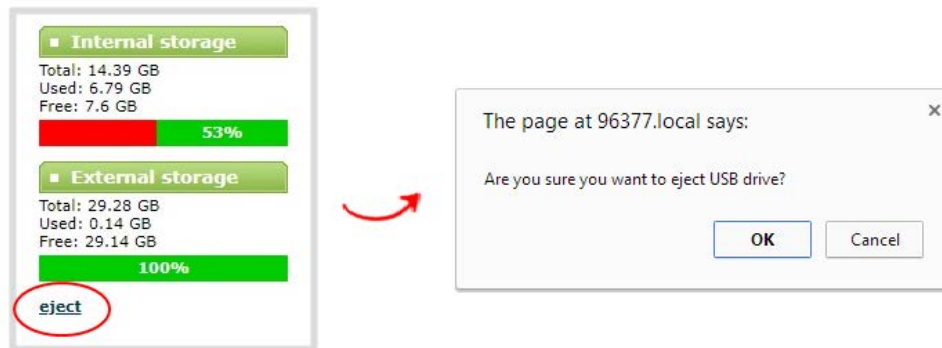 Internal storage
Total: 14.39 GB
Used: 6.79 GB
Free: 7.6 GB
53%
External storage
Total: 29.28 GB
Used: 0.14 GB
Free: 29.14 GB
100%
eject
The page at 96377.local says:
Are you sure you want to eject USB drive?
OK
Cancel